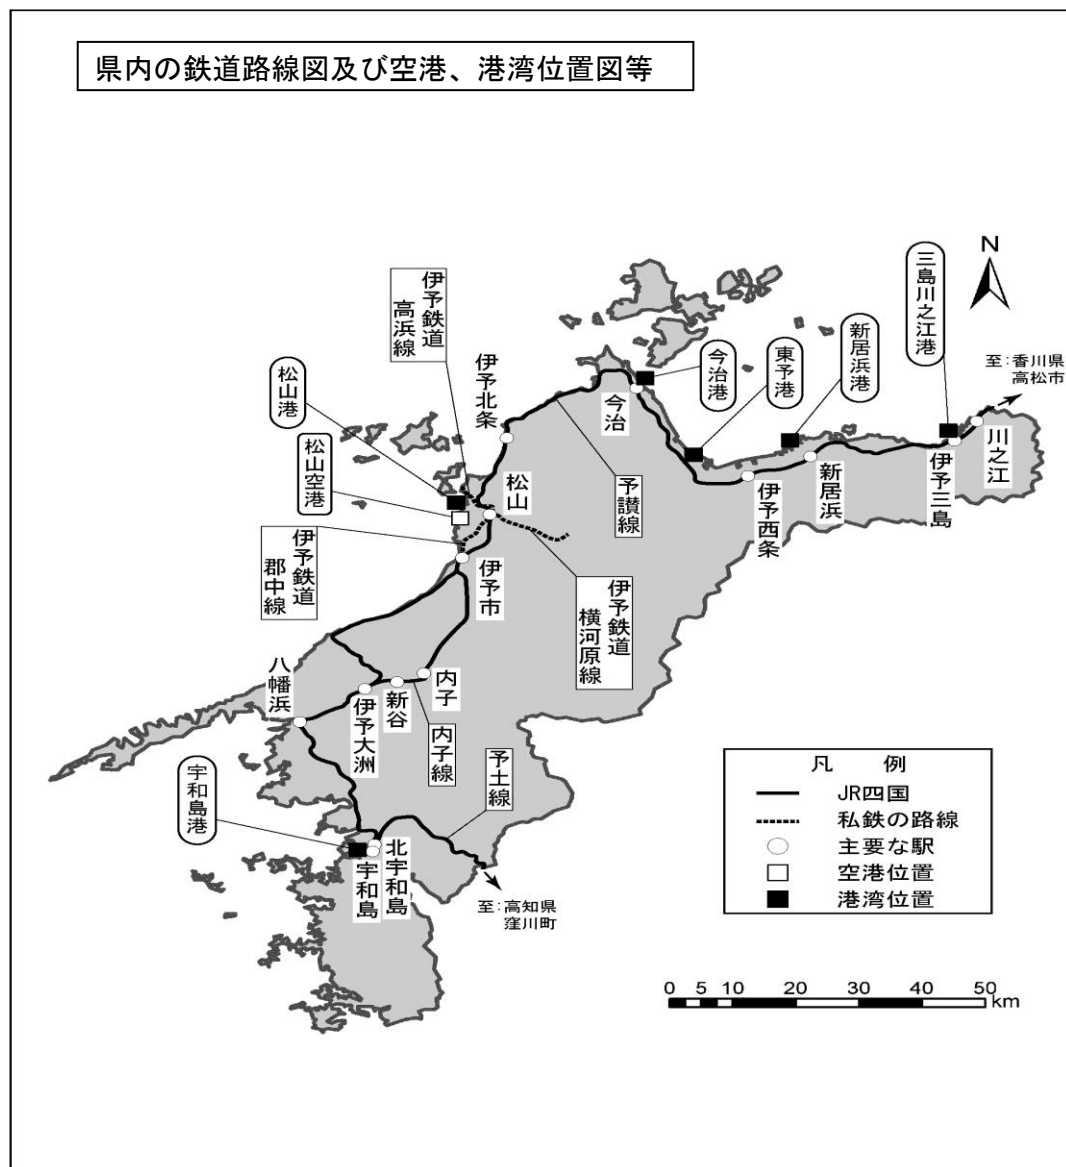 県内の鉄道路線図及び空港、港湾位置図等
N
三島川之江港
至:香川県
高松市
伊予鉄道
高浜線
伊予北条
松山港
松山空港
今治港
東予港
新居浜港
今治
川之江
伊予三島
新居浜
伊予西条
予讃線
松山
伊予鉄道
郡中線
伊予市
伊予鉄道
横河原線
八幡浜
内子
新谷
伊予大洲
内子線
予土線
宇和島港
北宇和島
宇和島
至:高知県
窪川町
凡 例
JR四国
私鉄の路線
主要な駅
空港位置
港湾位置
0 5 10 20 30 40 50
km